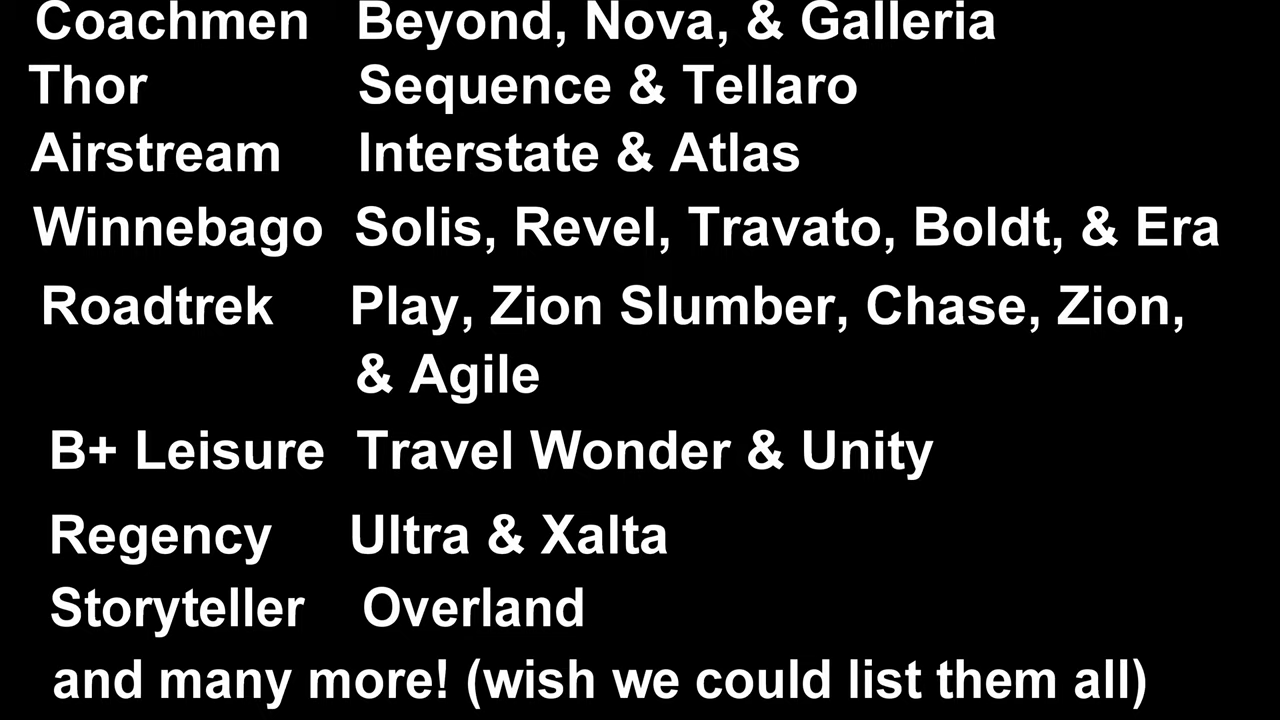 Coachmen Beyond, Nova, & Galleria
Thor Sequence & Tellaro
Airstream Interstate & Atlas
Winnebago Solis, Revel, Travato, Boldt, & Era
Roadtrek Play, Zion Slumber, Chase, Zion,
& Agile
B+ Leisure Travel Wonder & Unity
Regency Ultra & Xalta
Storyteller Overland
and many more! (wish we could list them all)